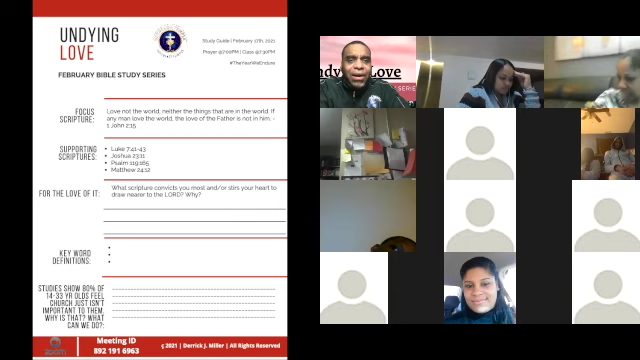 UNDYING
LOVE
Study Guide | February 17th, 2021
Prayer @7:00PM | Class @7:30PM
#TheYearWeEndure
FEBRUARY BIBLE STUDY SERIES
FOCUS
SCRIPTURE:
Love not the world, neither the things that are in the world. If
any man love the world, the love of the Father is not in him. -
1 John 2:15
SUPPORTING
SCRIPTURES:
• Luke 7:41-43
• Joshua 23:11
• Psalm 119:165
• Matthew 24:12
FOR THE LOVE OF IT:
What scripture convicts you most and/or stirs your heart to
draw nearer to the LORD? Why?
KEY WORD
DEFINITIONS:
STUDIES SHOW 80% OF
14-33 YR OLDS FEEL
CHURCH JUST ISN'T
IMPORTANT TO THEM.
WHY IS THAT? WHAT
CAN WE DO?:
zoom
Meeting ID
892 191 6963
© 2021 | Derrick J. Miller | All Rights Reserved
Love